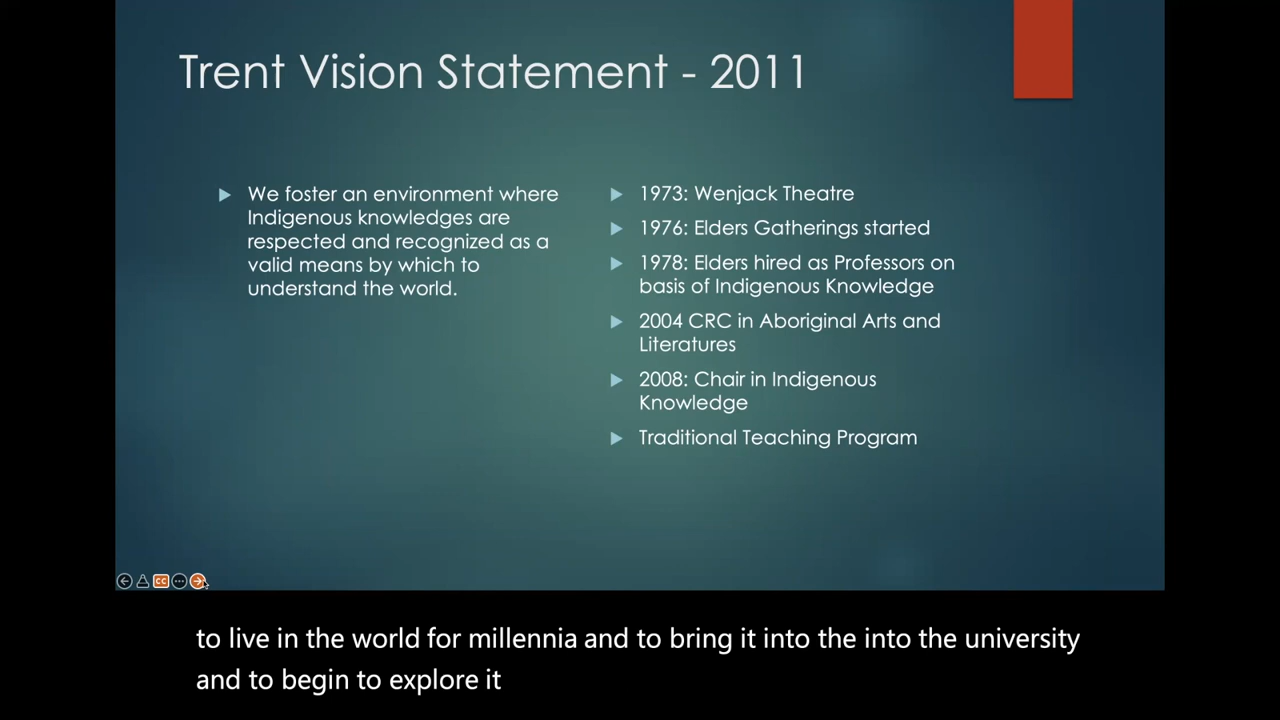 Trent Vision Statement - 2011
We foster an environment where
Indigenous knowledges are
respected and recognized as a
valid means by which to
understand the world.
1973: Wenjack Theatre
1976: Elders Gatherings started
1978: Elders hired as Professors on
basis of Indigenous Knowledge
2004 CRC in Aboriginal Arts and
Literatures
2008: Chair in Indigenous
Knowledge
Traditional Teaching Program
CC
to live in the world for millennia and to bring it into the into the university
and to begin to explore it